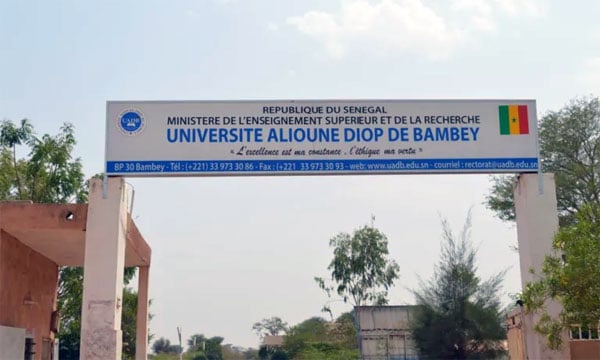 REPUBLIQUE DU SENEGAL
MINISTERE DE L'ENSEIGNEMENT SUPERIEUR ET DE LA RECHERCHE
UADB
UNIVERSITE ALIOUNE DIOP DE BAMBEY
« L'excellence est ma constance , l'éthique ma vertu »
BP 30 Bambey - Tél : (+221) 33 973 30 86 - Fax : (+221) 33 973 30 93 - web: www.uadb.edu.sn - courriel : rectorat@uadb.edu.sn